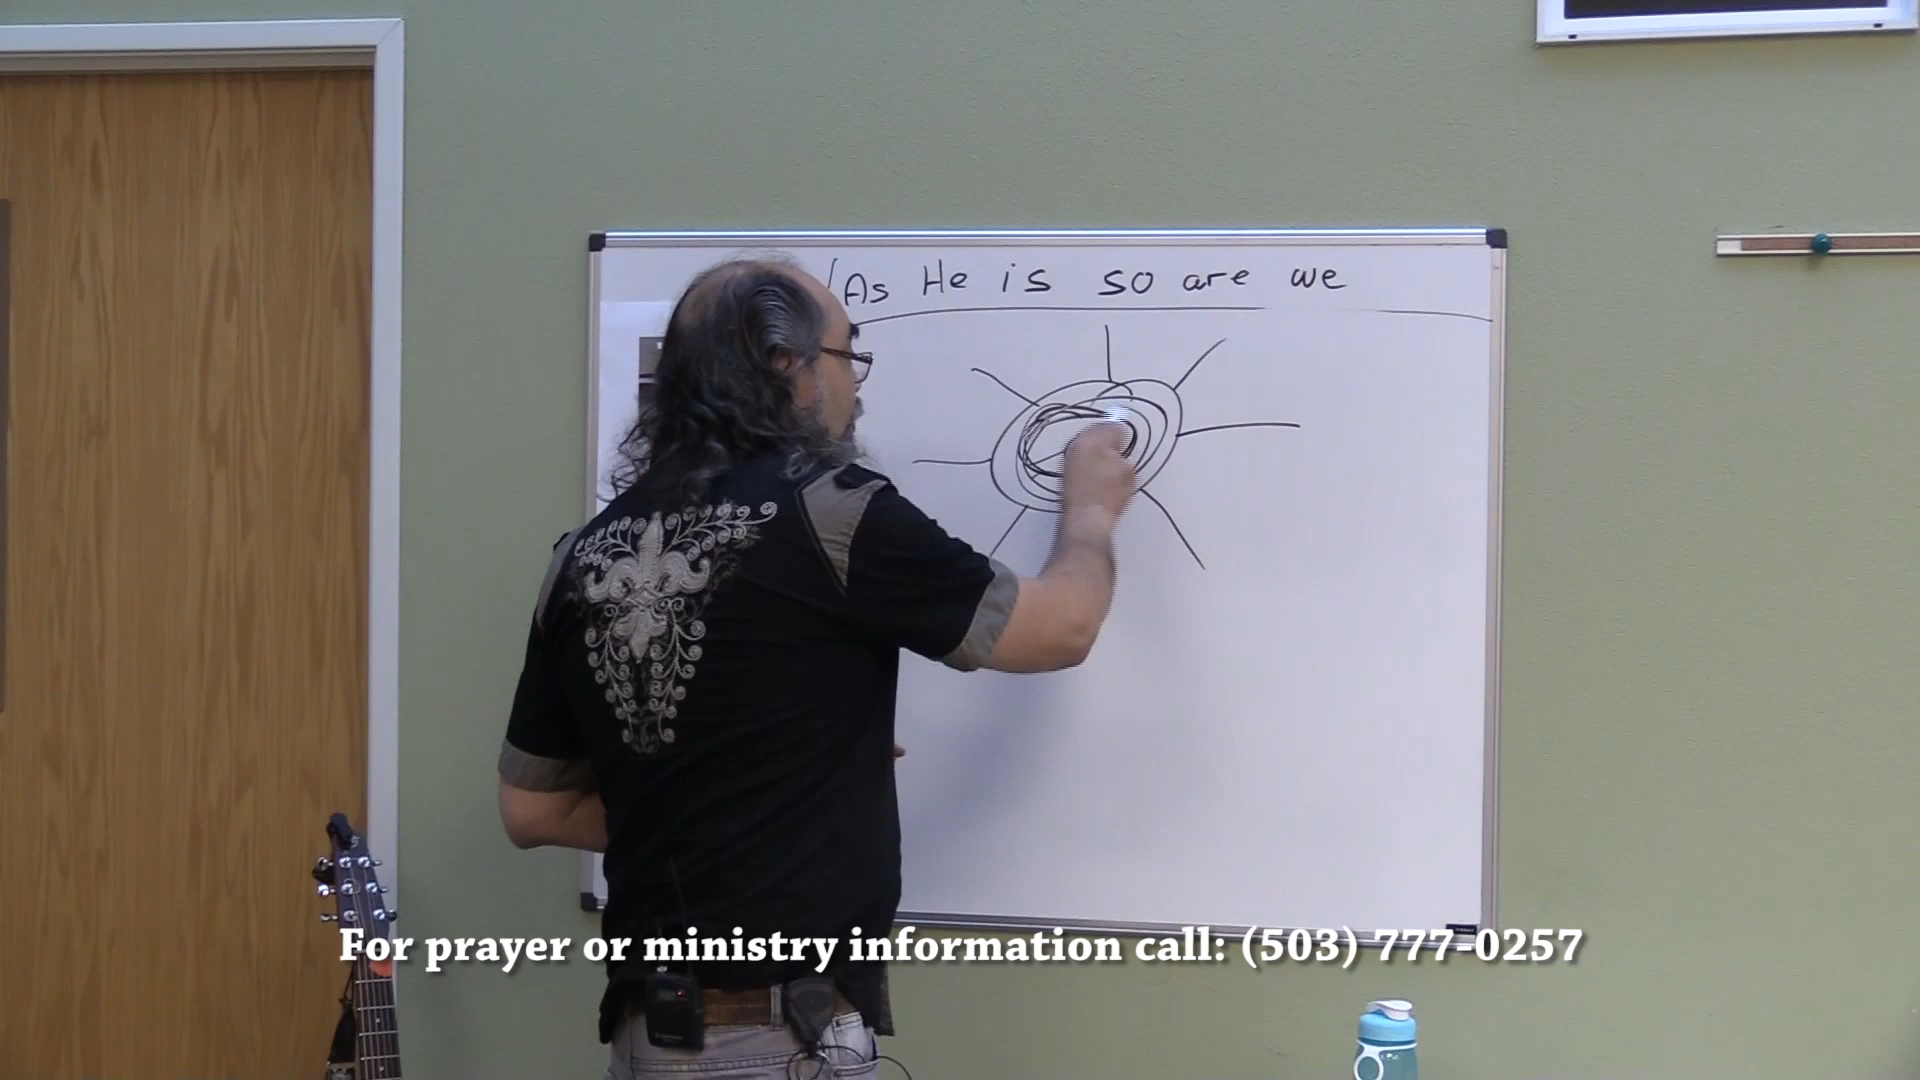 As He is so are we
For prayer or ministry information call: (503) 777-0257